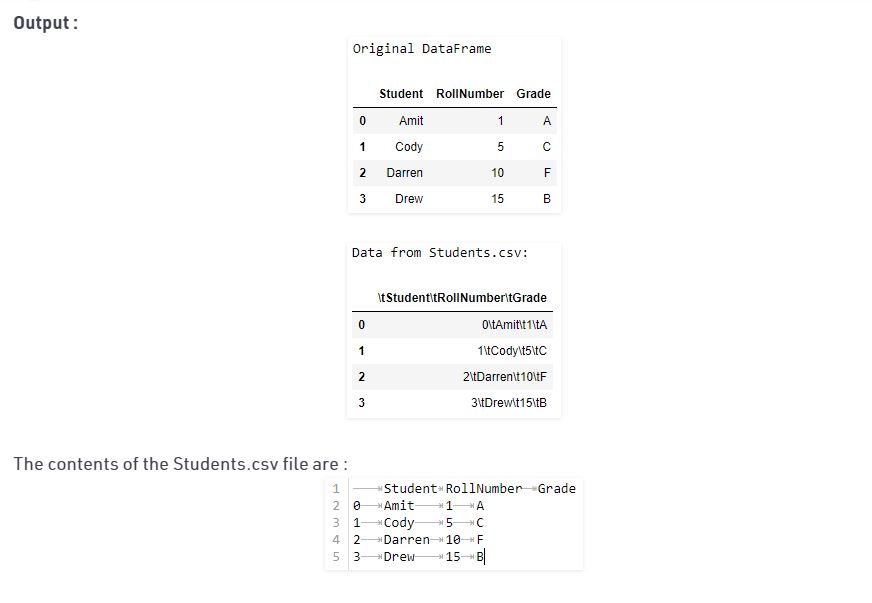 Output :
Original DataFrame
Student RollNumber Grade
0 Amit 1 A
1 Cody 5 C
2 Darren 10 F
3 Drew 15 B
Data from Students.csv:
\tStudent\tRollNumber\tGrade
0 0\tAmit\t1\tA
1 1\tCody\t5\tC
2 2\tDarren\t10\tF
3 3\tDrew\t15\tB
The contents of the Students.csv file are :
1 Student RollNumber Grade
2 0 Amit 1 A
3 1 Cody 5 C
4 2 Darren 10 F
5 3 Drew 15 B